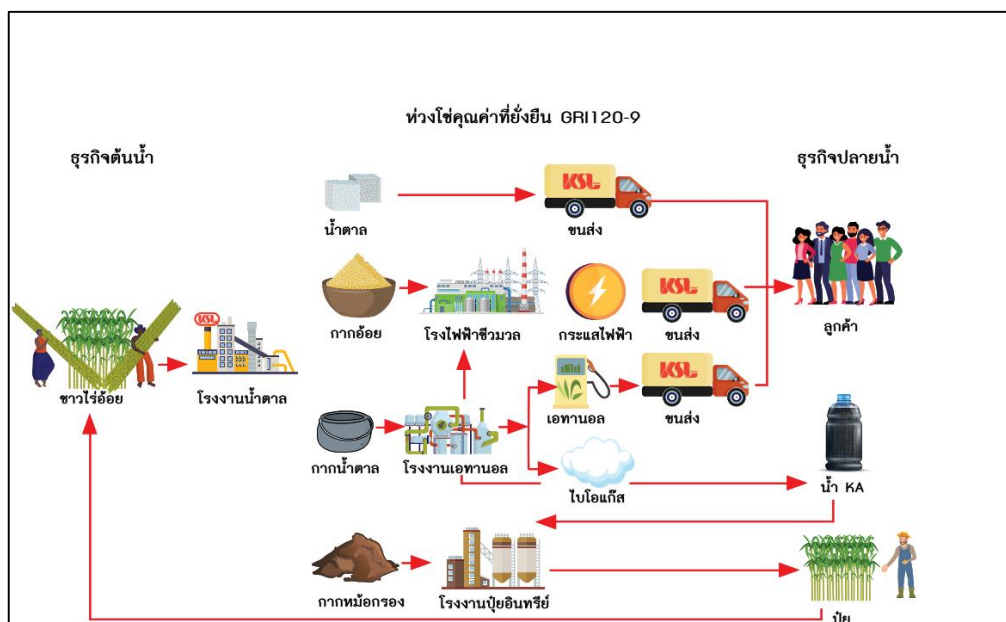 ห่วงโซ่คุณค่าที่ยั่งยืน GRI120-9
ธุรกิจต้นน้ำ
ธุรกิจปลายน้ำ
KSL
น้ำตาล
ขนส่ง
KSL
KSL
กากอ้อย
โรงไฟฟ้าชีวมวล
กระแสไฟฟ้า
ขนส่ง
ลูกค้า
ชาวไร่อ้อย
โรงงานน้ำตาล
KSL
เอทานอล
ขนส่ง
กากน้ำตาล
โรงงานเอทานอล
ไบโอแก๊ส
น้ำ KA
กากหม้อกรอง
โรงงานปุ๋ยอินทรีย์
ปุ๋ย